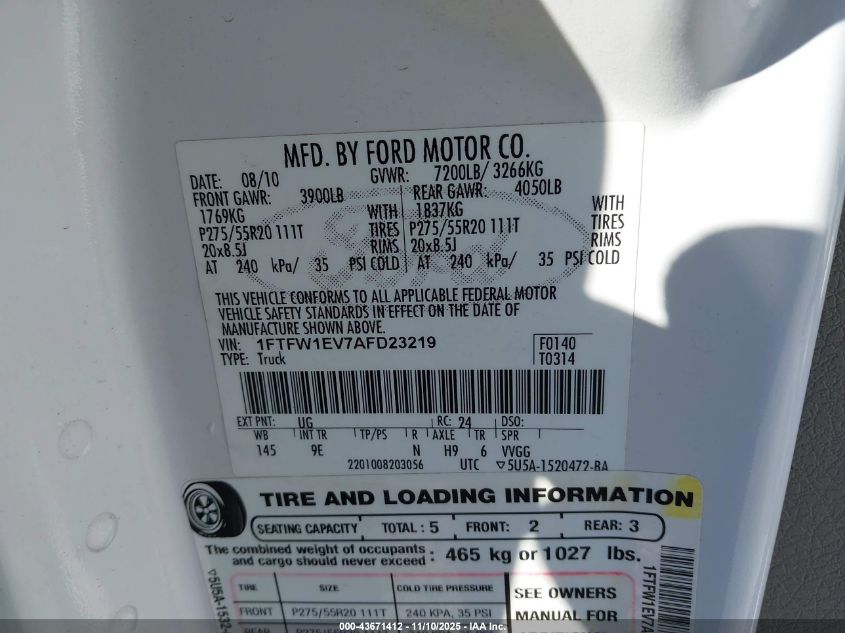 MFD. BY FORD MOTOR CO.
DATE: 08/10 GVWR: 7200LB/ 3266KG
FRONT GAWR: 3900LB REAR GAWR: 4050LB
1769KG WITH 1837KG WITH
P275/55R20 111T TIRES P275/55R20 111T TIRES
20x8.5J RIMS 20x8.5J RIMS
AT 240 kPa/ 35 PSI COLD AT 240 kPa/ 35 PSI COLD
THIS VEHICLE CONFORMS TO ALL APPLICABLE FEDERAL MOTOR
VEHICLE SAFETY STANDARDS IN EFFECT ON THE DATE OF
MANUFACTURE SHOWN ABOVE.
VIN: 1FTFW1EV7AFD23219 F0140
TYPE: Truck T0314
EXT PNT: UG RC: 24 DSO:
WB INT TR TP/PS R AXLE TR SPR
145 9E N H9 6 VVGG
2201008203056 UTC ▽5U5A-1520472-BA
TIRE AND LOADING INFORMATION
SEATING CAPACITY TOTAL: 5 FRONT: 2 REAR: 3
The combined weight of occupants and cargo should never exceed: 465 kg or 1027 lbs.
TIRE SIZE COLD TIRE PRESSURE
FRONT P275/55R20 111T 240 KPA, 35 PSI
SEE OWNERS
MANUAL FOR
▽5U5A-1532
1FTFW1EV7A
000-43671412 - 11/10/2025 - IAA Inc.